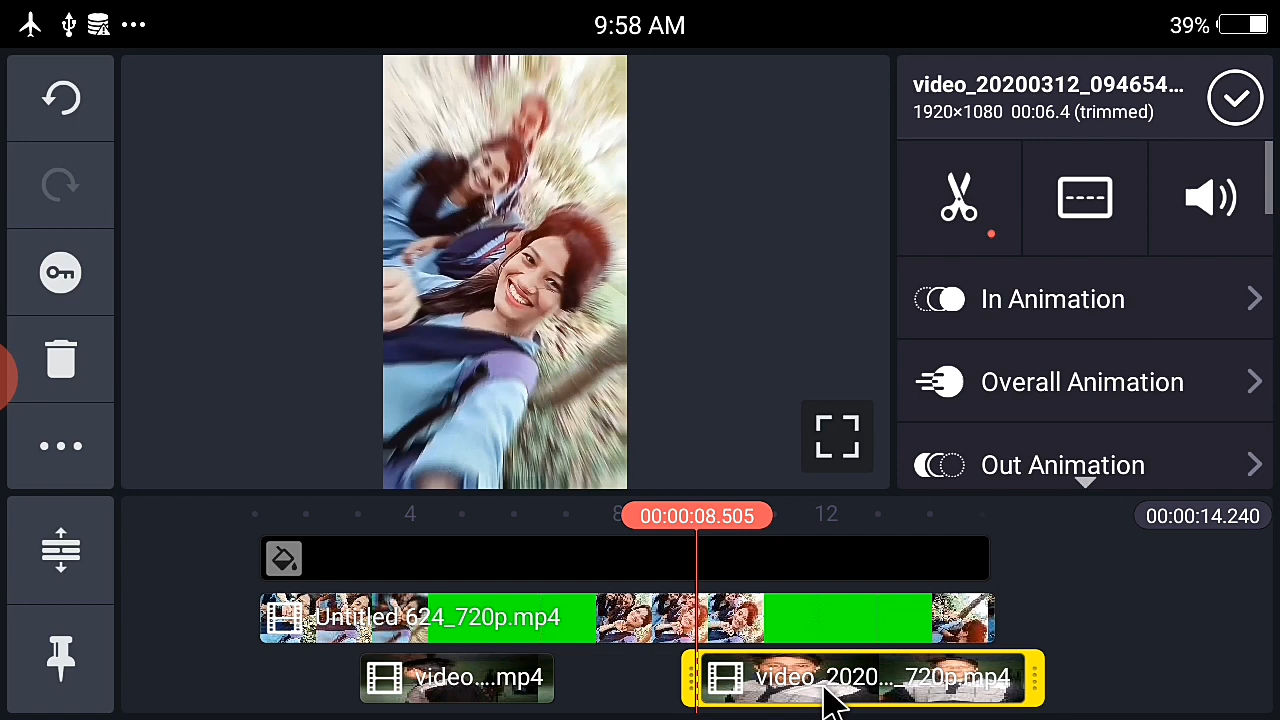 9:58 AM
39%
video_20200312_094654...
1920×1080 00:06.4 (trimmed)
In Animation
Overall Animation
Out Animation
4
8
00:00:08.505
12
00:00:14.240
Untitled 624_720p.mp4
video....mp4
video_2020..._720p.mp4